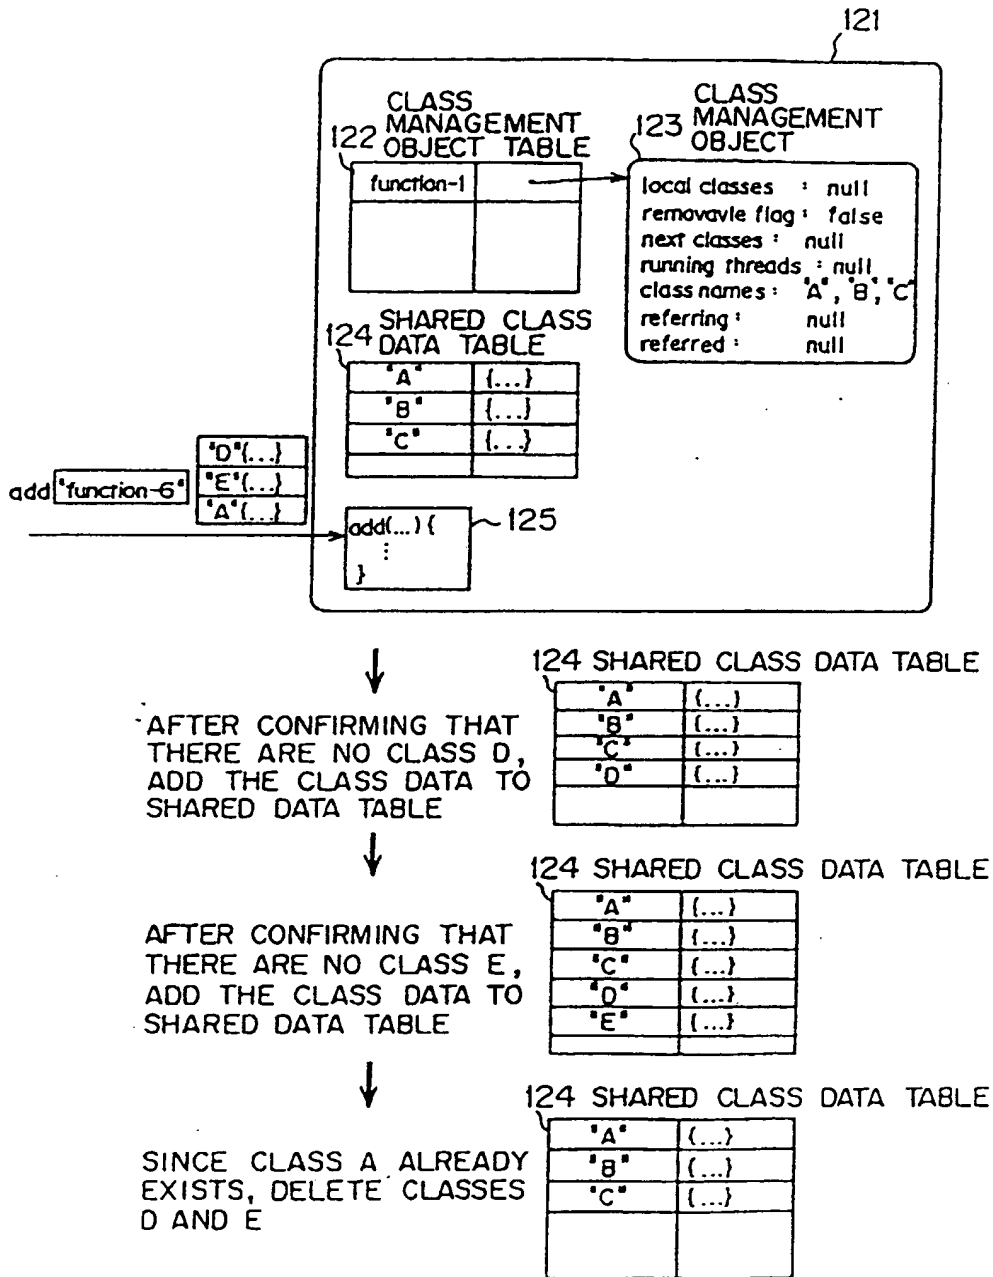 121
CLASS
MANAGEMENT
122 OBJECT TABLE
function-1
CLASS
123 MANAGEMENT
OBJECT
local classes : null
removavle flag : false
next classes : null
running threads : null
class names : "A", "B", "C"
referring : null
referred : null
SHARED CLASS
124 DATA TABLE
"A" {...}
"B" {...}
"C" {...}
add "function-6"
"D"{...}
"E"{...}
"A"{...}
add(...) {
⋮
}
125
124 SHARED CLASS DATA TABLE
"A" {...}
"B" {...}
"C" {...}
"D" {...}
AFTER CONFIRMING THAT
THERE ARE NO CLASS D,
ADD THE CLASS DATA TO
SHARED DATA TABLE
124 SHARED CLASS DATA TABLE
"A" {...}
"B" {...}
"C" {...}
"D" {...}
"E" {...}
AFTER CONFIRMING THAT
THERE ARE NO CLASS E,
ADD THE CLASS DATA TO
SHARED DATA TABLE
124 SHARED CLASS DATA TABLE
"A" {...}
"B" {...}
"C" {...}
SINCE CLASS A ALREADY
EXISTS, DELETE CLASSES
D AND E